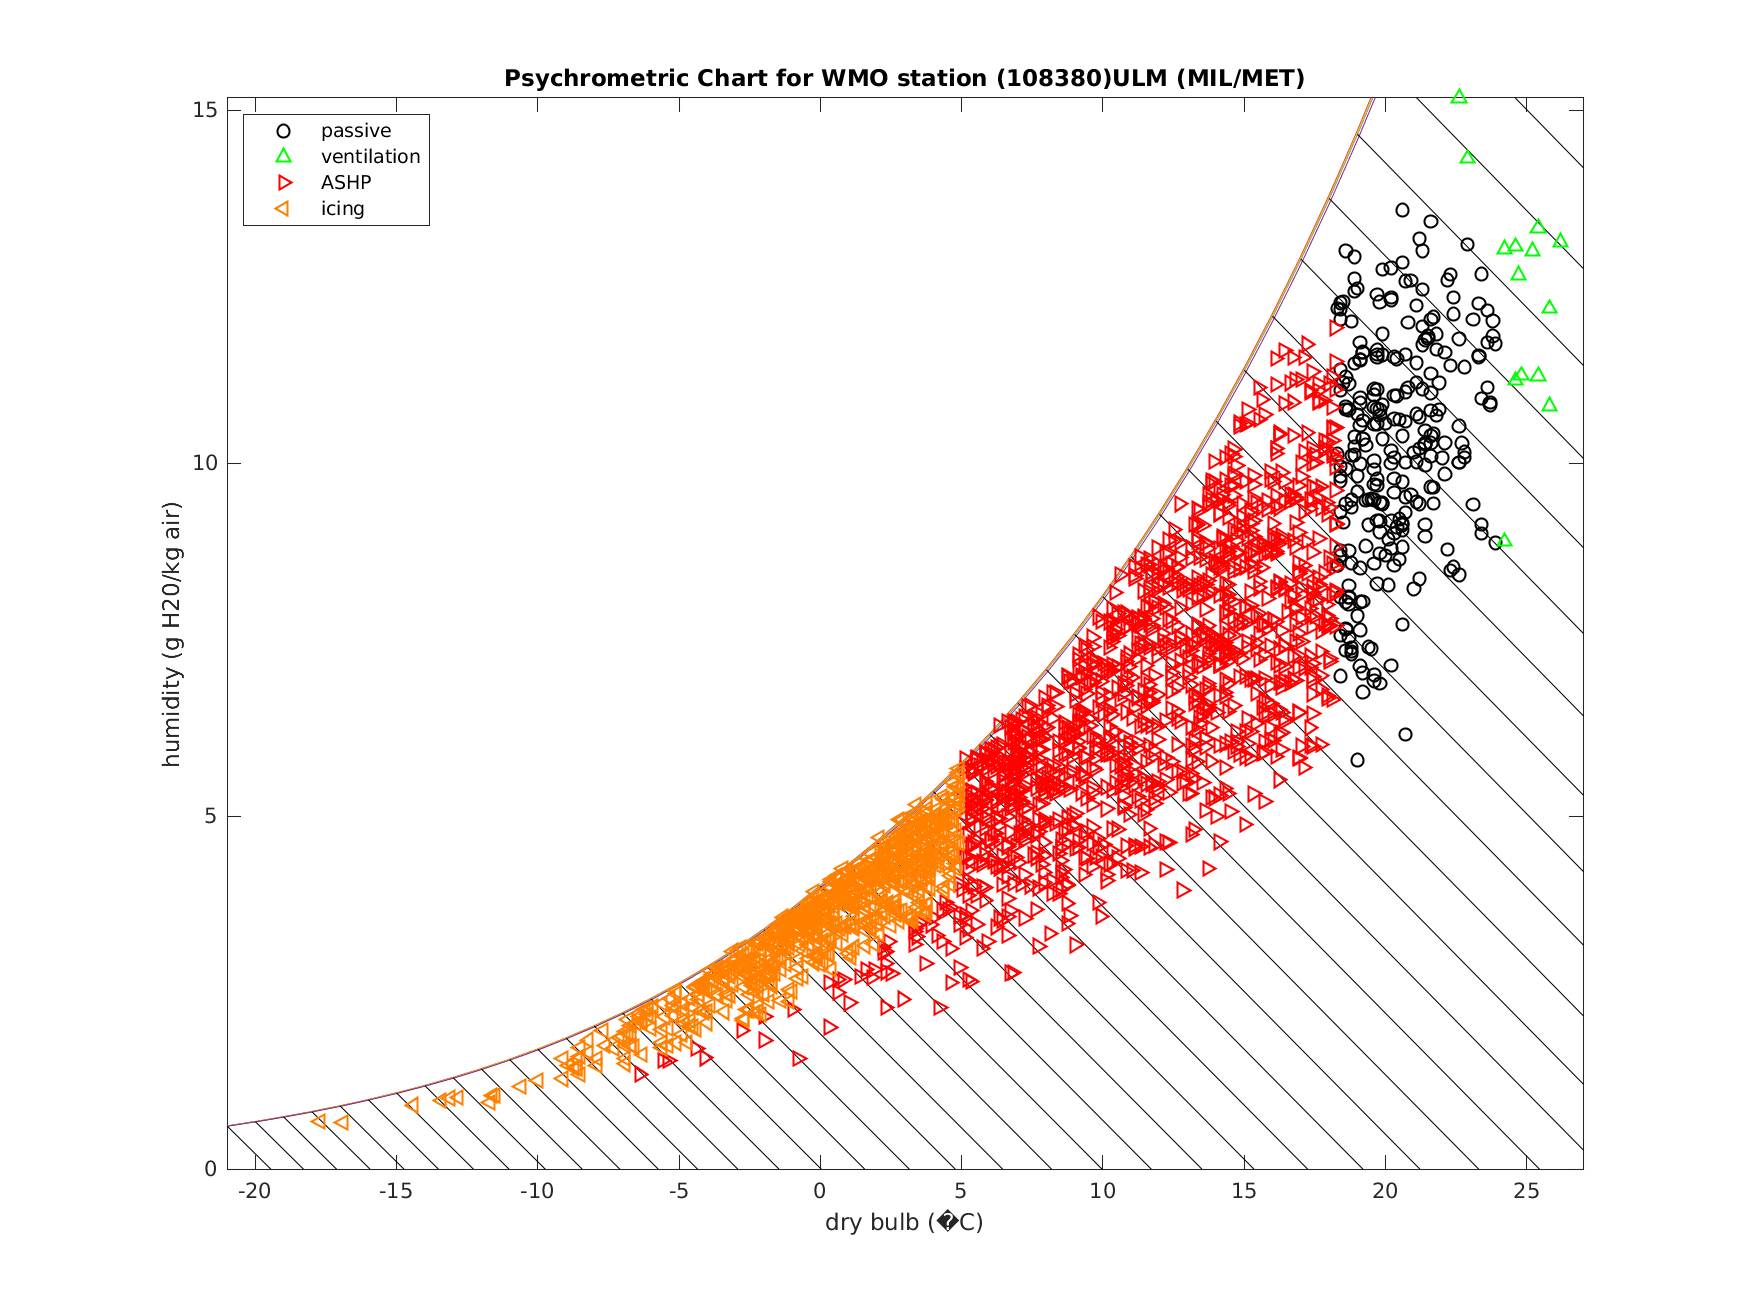 Psychrometric Chart for WMO station (108380)ULM (MIL/MET)
passive
ventilation
ASHP
icing
15
10
5
0
humidity (g H20/kg air)
-20 -15 -10 -5 0 5 10 15 20 25
dry bulb (�C)